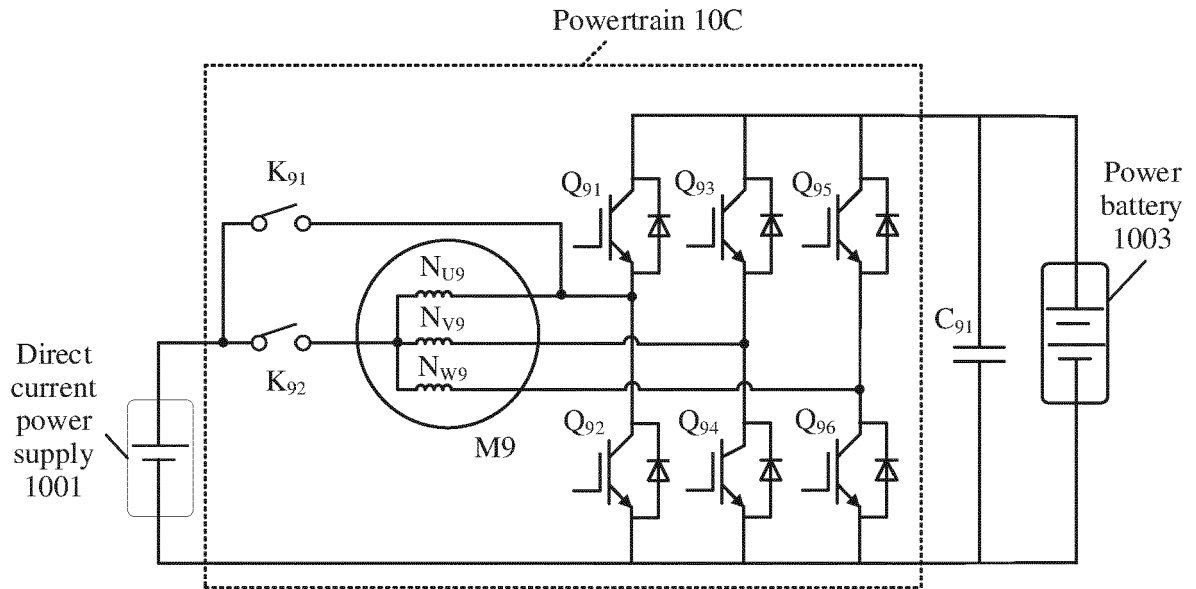 Powertrain 10C
K91
Q91
Q93
Q95
Power
battery
1003
NU9
NV9
NW9
C91
K92
Direct
current
power
supply
1001
M9
Q92
Q94
Q96